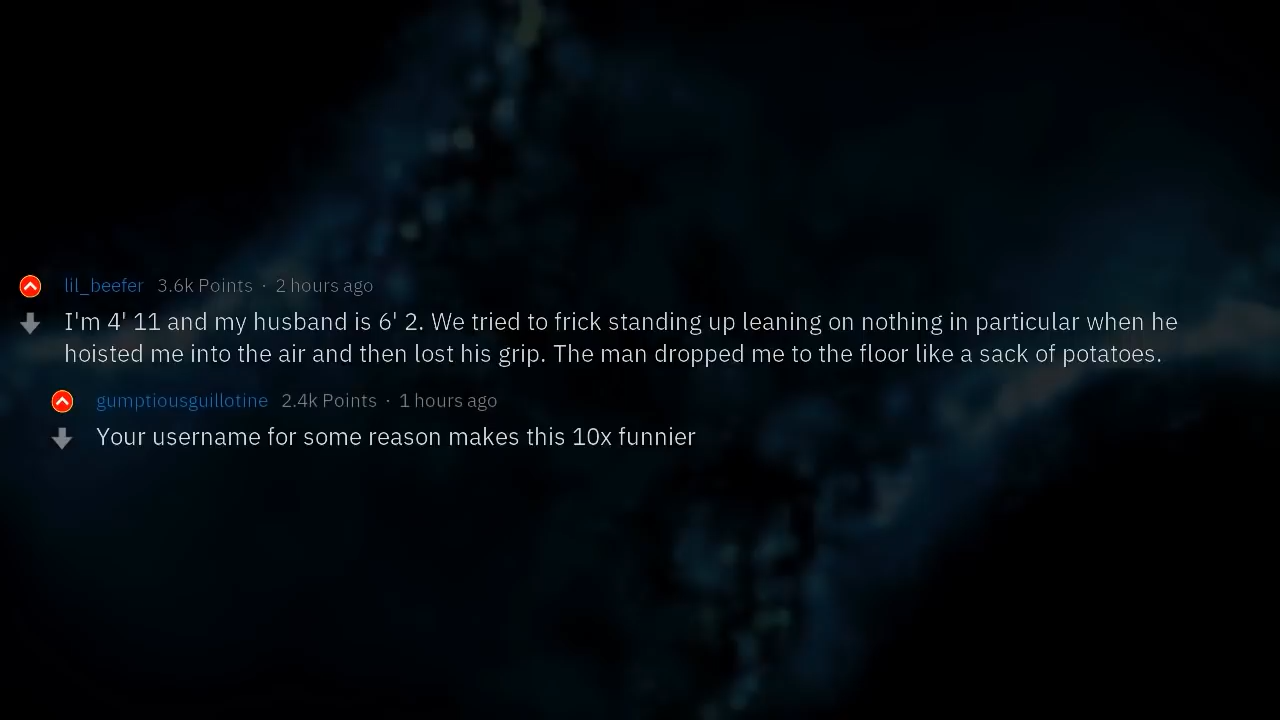 lil_beefer 3.6k Points · 2 hours ago
I'm 4' 11 and my husband is 6' 2. We tried to frick standing up leaning on nothing in particular when he
hoisted me into the air and then lost his grip. The man dropped me to the floor like a sack of potatoes.
gumptiousguillotine 2.4k Points · 1 hours ago
Your username for some reason makes this 10x funnier